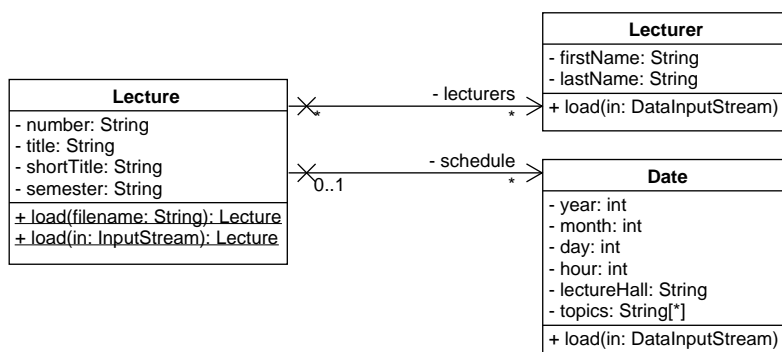 Lecture
- number: String
- title: String
- shortTitle: String
- semester: String
+ load(filename: String): Lecture
+ load(in: InputStream): Lecture
- lecturers
*
*
- schedule
0..1
*
Lecturer
- firstName: String
- lastName: String
+ load(in: DataInputStream)
Date
- year: int
- month: int
- day: int
- hour: int
- lectureHall: String
- topics: String[*]
+ load(in: DataInputStream)